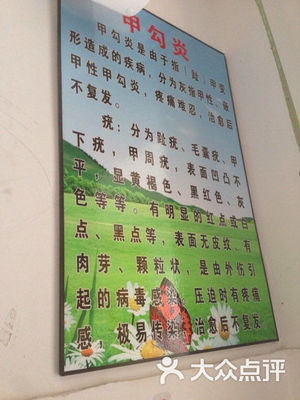 甲勾炎
甲勾炎是由于指（趾）甲变
形造成的疾病，分为灰指甲性、嵌
甲性甲勾炎，疼痛难忍，治愈后
不复发。
疣：分为趾疣、毛囊疣、甲
下疣，甲周疣，表面凹凸不
平，显黄褐色、黑红色、灰
色等等。有明显的红点或白
点、黑点等，表面无皮纹，有
肉芽、颗粒状，是由外伤引
起的病毒感染。压迫时有疼痛
感，极易传染，治愈后不复发
大众点评